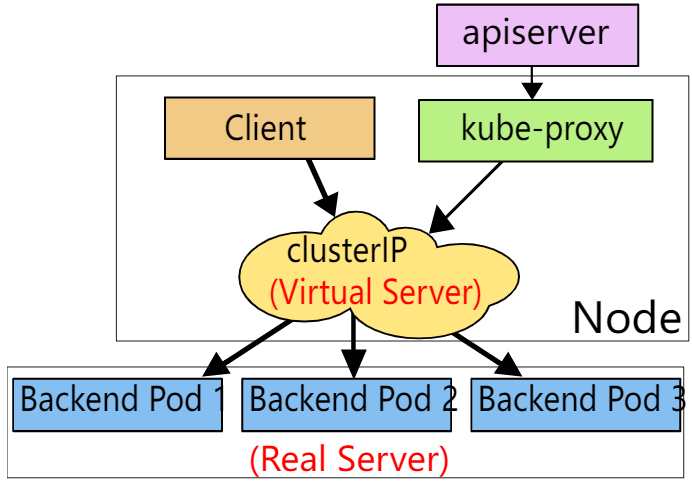 apiserver
Client
kube-proxy
clusterIP
(Virtual Server)
Node
Backend Pod 1
Backend Pod 2
Backend Pod 3
(Real Server)